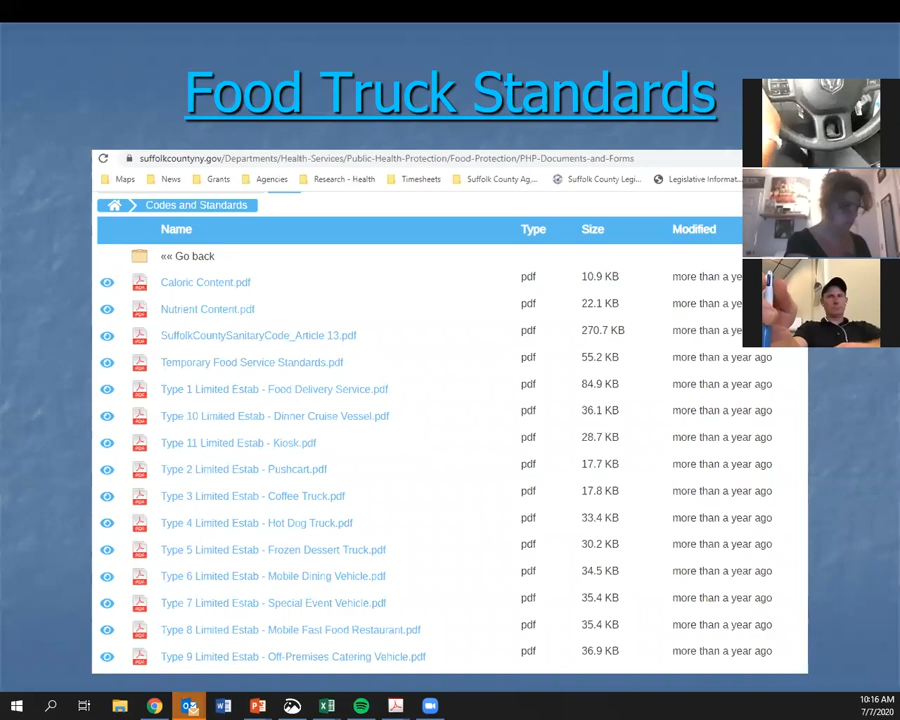 Food Truck Standards
suffolkcountyny.gov/Departments/Health-Services/Public-Health-Protection/Food-Protection/PHP-Documents-and-Forms
Maps News Grants Agencies Research - Health Timesheets Suffolk County Ag,... Suffolk County Legi... Legislative Informat...
Codes and Standards
Name Type Size Modified
«« Go back
Caloric Content.pdf pdf 10.9 KB more than a ye
Nutrient Content.pdf pdf 22.1 KB more than a ye
SuffolkCountySanitaryCode_Article 13.pdf pdf 270.7 KB more than a ye
Temporary Food Service Standards.pdf pdf 55.2 KB more than a year ago
Type 1 Limited Estab - Food Delivery Service.pdf pdf 84.9 KB more than a year ago
Type 10 Limited Estab - Dinner Cruise Vessel.pdf pdf 36.1 KB more than a year ago
Type 11 Limited Estab - Kiosk.pdf pdf 28.7 KB more than a year ago
Type 2 Limited Estab - Pushcart.pdf pdf 17.7 KB more than a year ago
Type 3 Limited Estab - Coffee Truck.pdf pdf 17.8 KB more than a year ago
Type 4 Limited Estab - Hot Dog Truck.pdf pdf 33.4 KB more than a year ago
Type 5 Limited Estab - Frozen Dessert Truck.pdf pdf 30.2 KB more than a year ago
Type 6 Limited Estab - Mobile Dining Vehicle.pdf pdf 34.5 KB more than a year ago
Type 7 Limited Estab - Special Event Vehicle.pdf pdf 35.4 KB more than a year ago
Type 8 Limited Estab - Mobile Fast Food Restaurant.pdf pdf 35.4 KB more than a year ago
Type 9 Limited Estab - Off-Premises Catering Vehicle.pdf pdf 36.9 KB more than a year ago
10:16 AM
7/7/2020